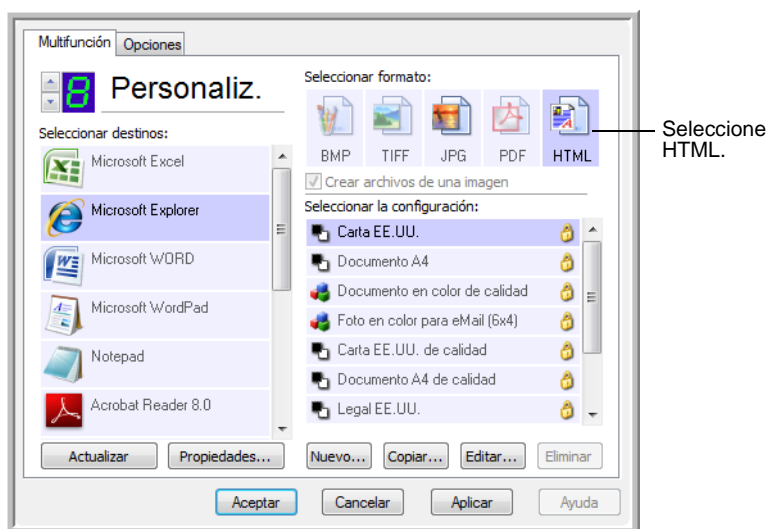 Multifunción
Opciones
8
Personaliz.
Seleccionar destinos:
Microsoft Excel
Microsoft Explorer
Microsoft WORD
Microsoft WordPad
Notepad
Acrobat Reader 8.0
Actualizar
Propiedades...
Seleccionar formato:
BMP
TIFF
JPG
PDF
HTML
Crear archivos de una imagen
Seleccionar la configuración:
Carta EE.UU.
Documento A4
Documento en color de calidad
Foto en color para eMail (6x4)
Carta EE.UU. de calidad
Documento A4 de calidad
Legal EE.UU.
Nuevo...
Copiar...
Editar...
Eliminar
Aceptar
Cancelar
Aplicar
Ayuda
Seleccione
HTML.